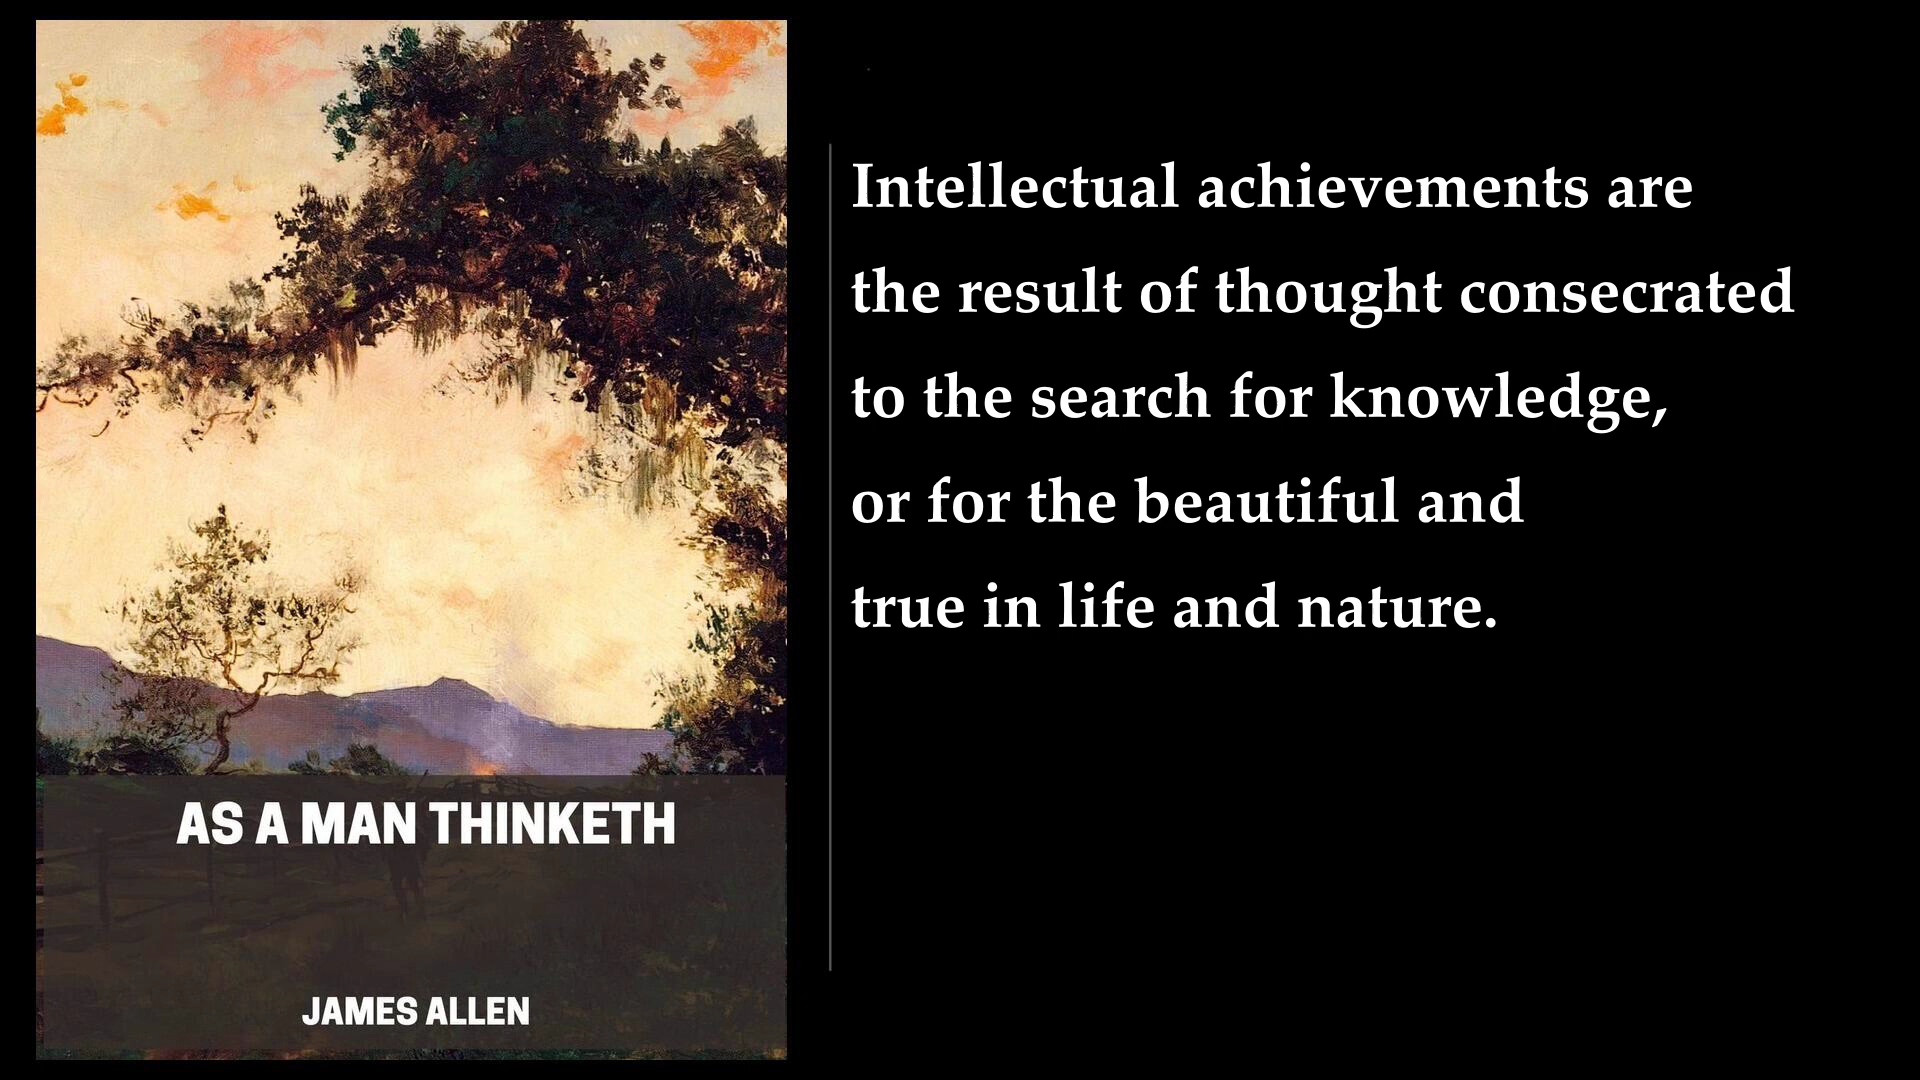 AS A MAN THINKETH
JAMES ALLEN
Intellectual achievements are
the result of thought consecrated
to the search for knowledge,
or for the beautiful and
true in life and nature.